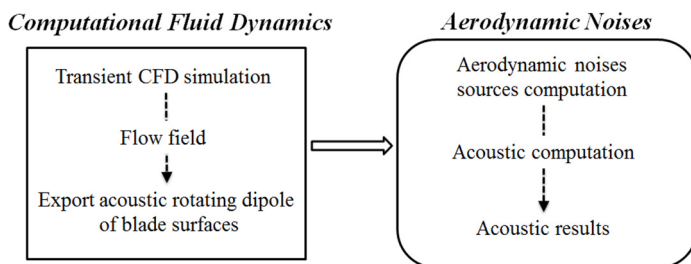 Computational Fluid Dynamics
Transient CFD simulation
Flow field
Export acoustic rotating dipole
of blade surfaces
Aerodynamic Noises
Aerodynamic noises
sources computation
Acoustic computation
Acoustic results